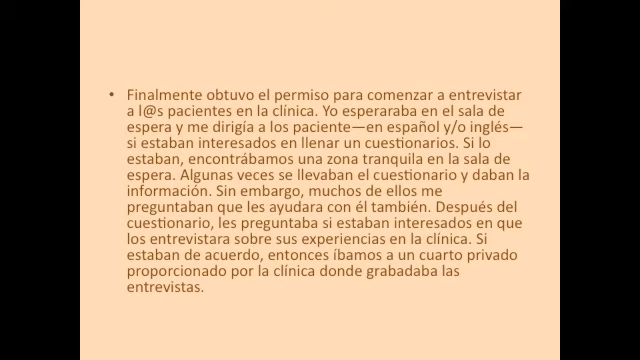 • Finalmente obtuvo el permiso para comenzar a entrevistar
a l@s pacientes en la clínica. Yo esperaraba en el sala de
espera y me dirigía a los paciente—en español y/o inglés—
si estaban interesados en llenar un cuestionarios. Si lo
estaban, encontrábamos una zona tranquila en la sala de
espera. Algunas veces se llevaban el cuestionario y daban la
información. Sin embargo, muchos de ellos me
preguntaban que les ayudara con él también. Después del
cuestionario, les preguntaba si estaban interesados en que
los entrevistara sobre sus experiencias en la clínica. Si
estaban de acuerdo, entonces íbamos a un cuarto privado
proporcionado por la clínica donde grabadaba las
entrevistas.